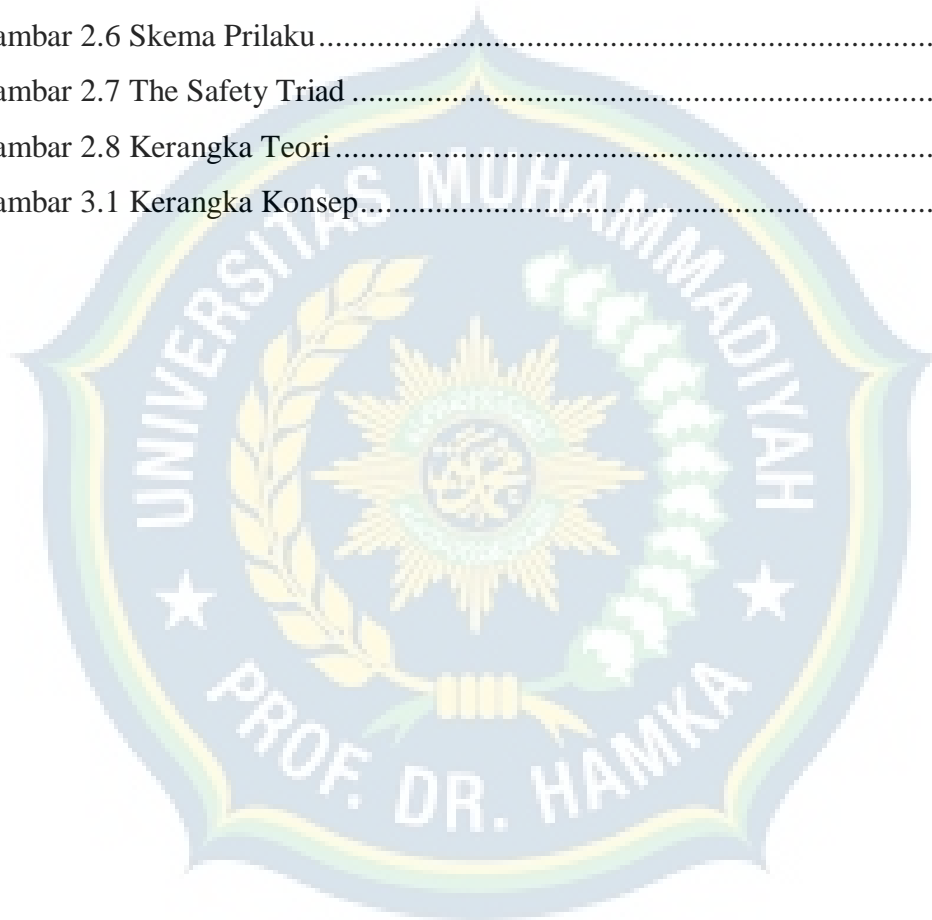 ambar 2.6 Skema Prilaku
ambar 2.7 The Safety Triad
ambar 2.8 Kerangka Teori
ambar 3.1 Kerangka Konsep
UNIVERSITAS MUHAMMADIYAH
PROF. DR. HAMKA